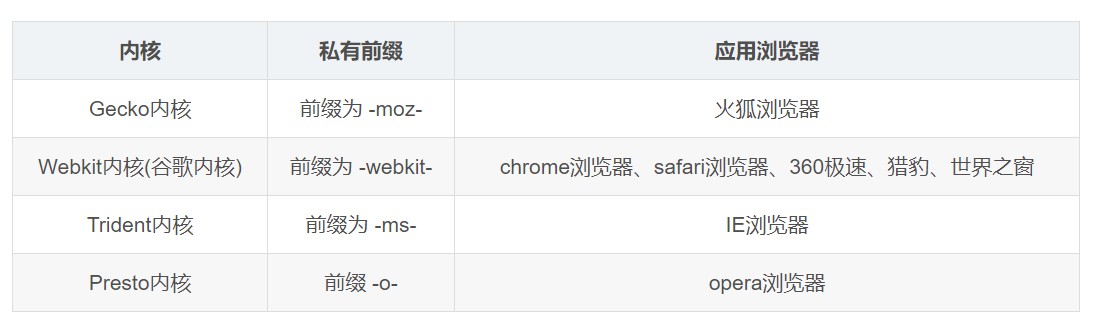 内核 私有前缀 应用浏览器
Gecko内核 前缀为 -moz- 火狐浏览器
Webkit内核(谷歌内核) 前缀为 -webkit- chrome浏览器、safari浏览器、360极速、猎豹、世界之窗
Trident内核 前缀为 -ms- IE浏览器
Presto内核 前缀 -o- opera浏览器